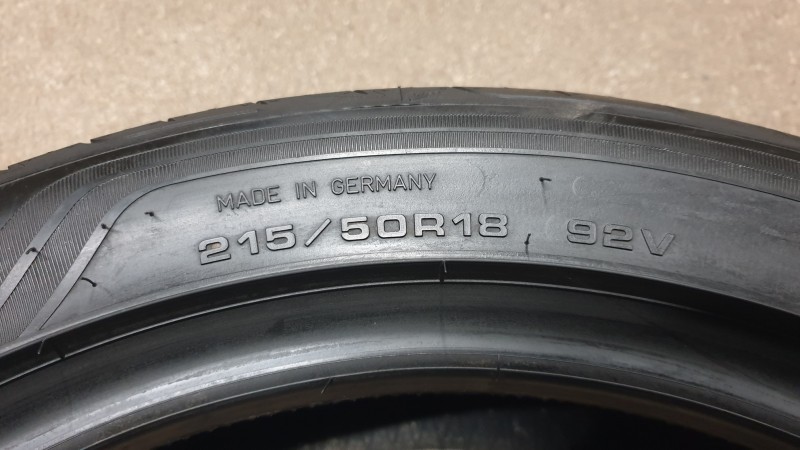 MADE IN GERMANY
215/50R18 92V